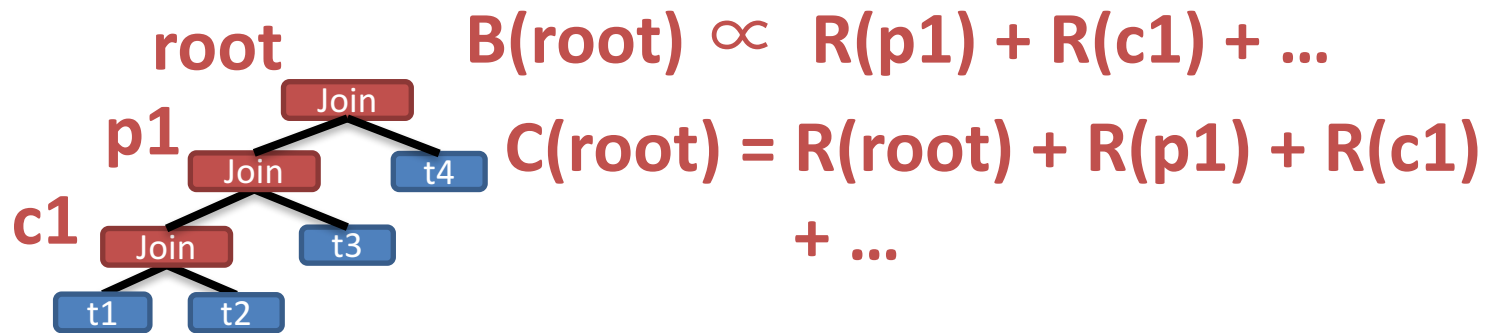 root
B(root) ∝ R(p1) + R(c1) + ...
Join
p1
C(root) = R(root) + R(p1) + R(c1)
Join
t4
c1
Join
t3
+ ...
t1
t2